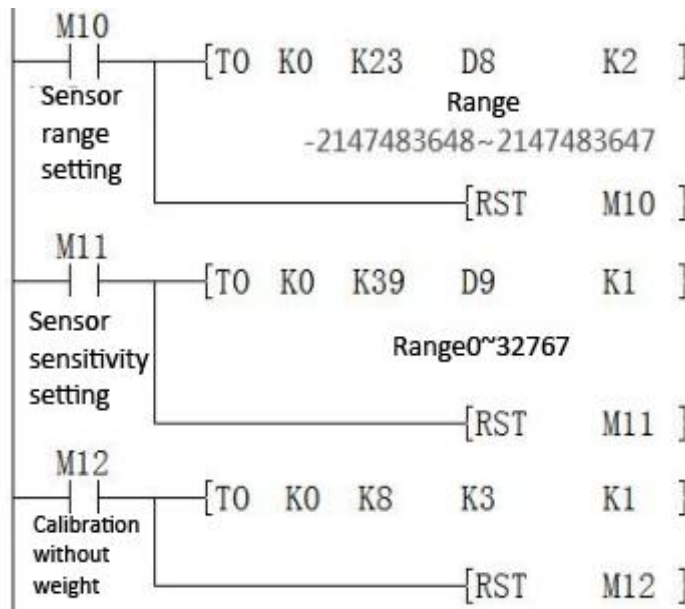 M10
[TO K0 K23 D8 K2 ]
Sensor
range
setting
Range
-2147483648~2147483647
[RST M10 ]
M11
[TO K0 K39 D9 K1 ]
Sensor
sensitivity
setting
Range0~32767
[RST M11 ]
M12
[TO K0 K8 K3 K1 ]
Calibration
without
weight
[RST M12 ]